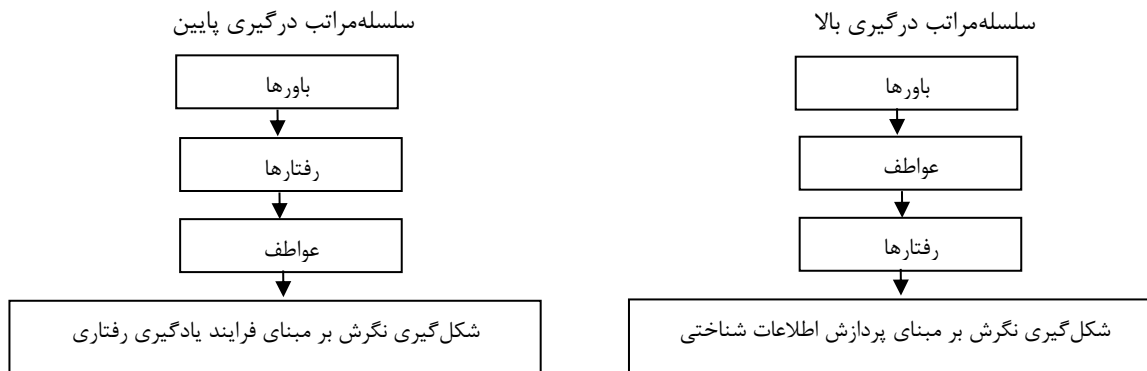 سلسله‌مراتب درگیری بالا
باورها
عواطف
رفتارها
شکل‌گیری نگرش بر مبنای پردازش اطلاعات شناختی
سلسله‌مراتب درگیری پایین
باورها
رفتارها
عواطف
شکل‌گیری نگرش بر مبنای فرایند یادگیری رفتاری